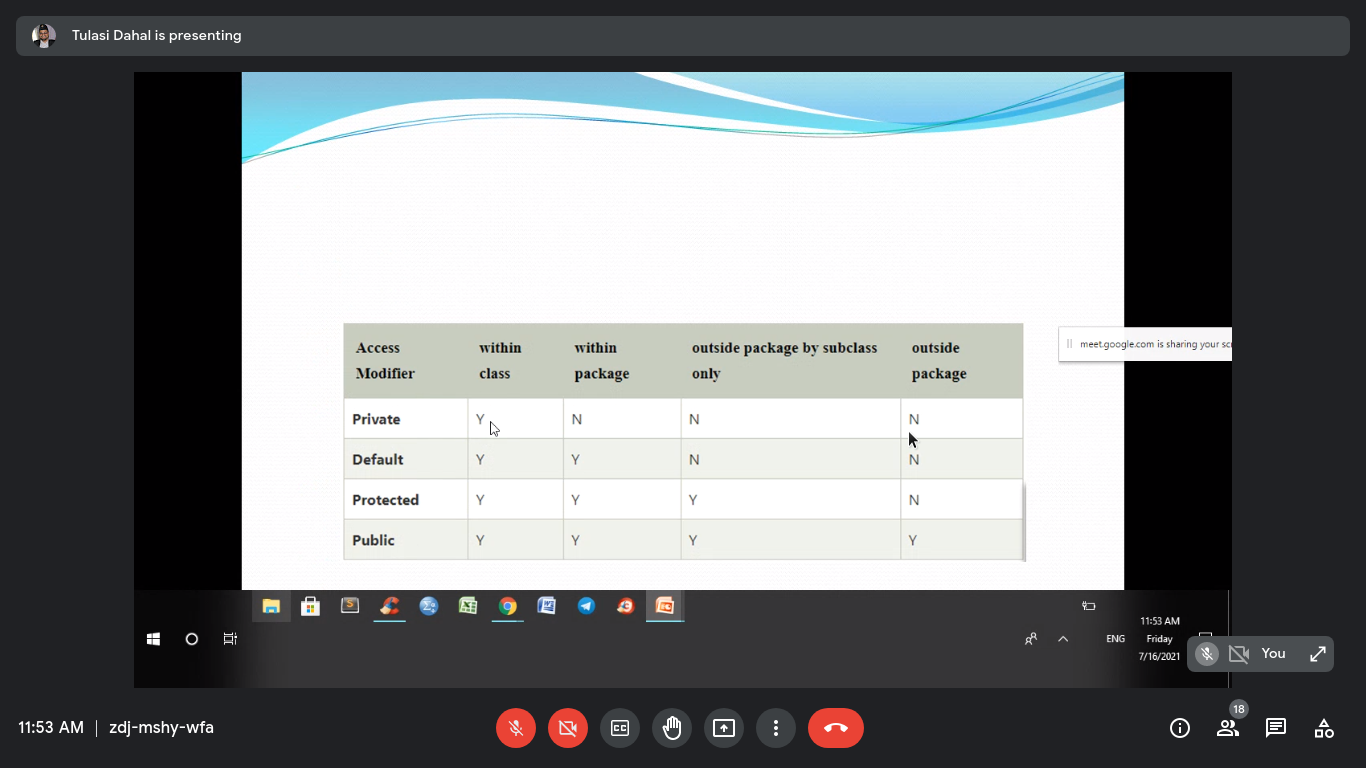 Tulasi Dahal is presenting
Access Modifier within class within package outside package by subclass only outside package
Private Y N N N
Default Y Y N N
Protected Y Y Y N
Public Y Y Y Y
meet.google.com is sharing your
ENG
11:53 AM
Friday
7/16/2021
You
11:53 AM | zdj-mshy-wfa
18